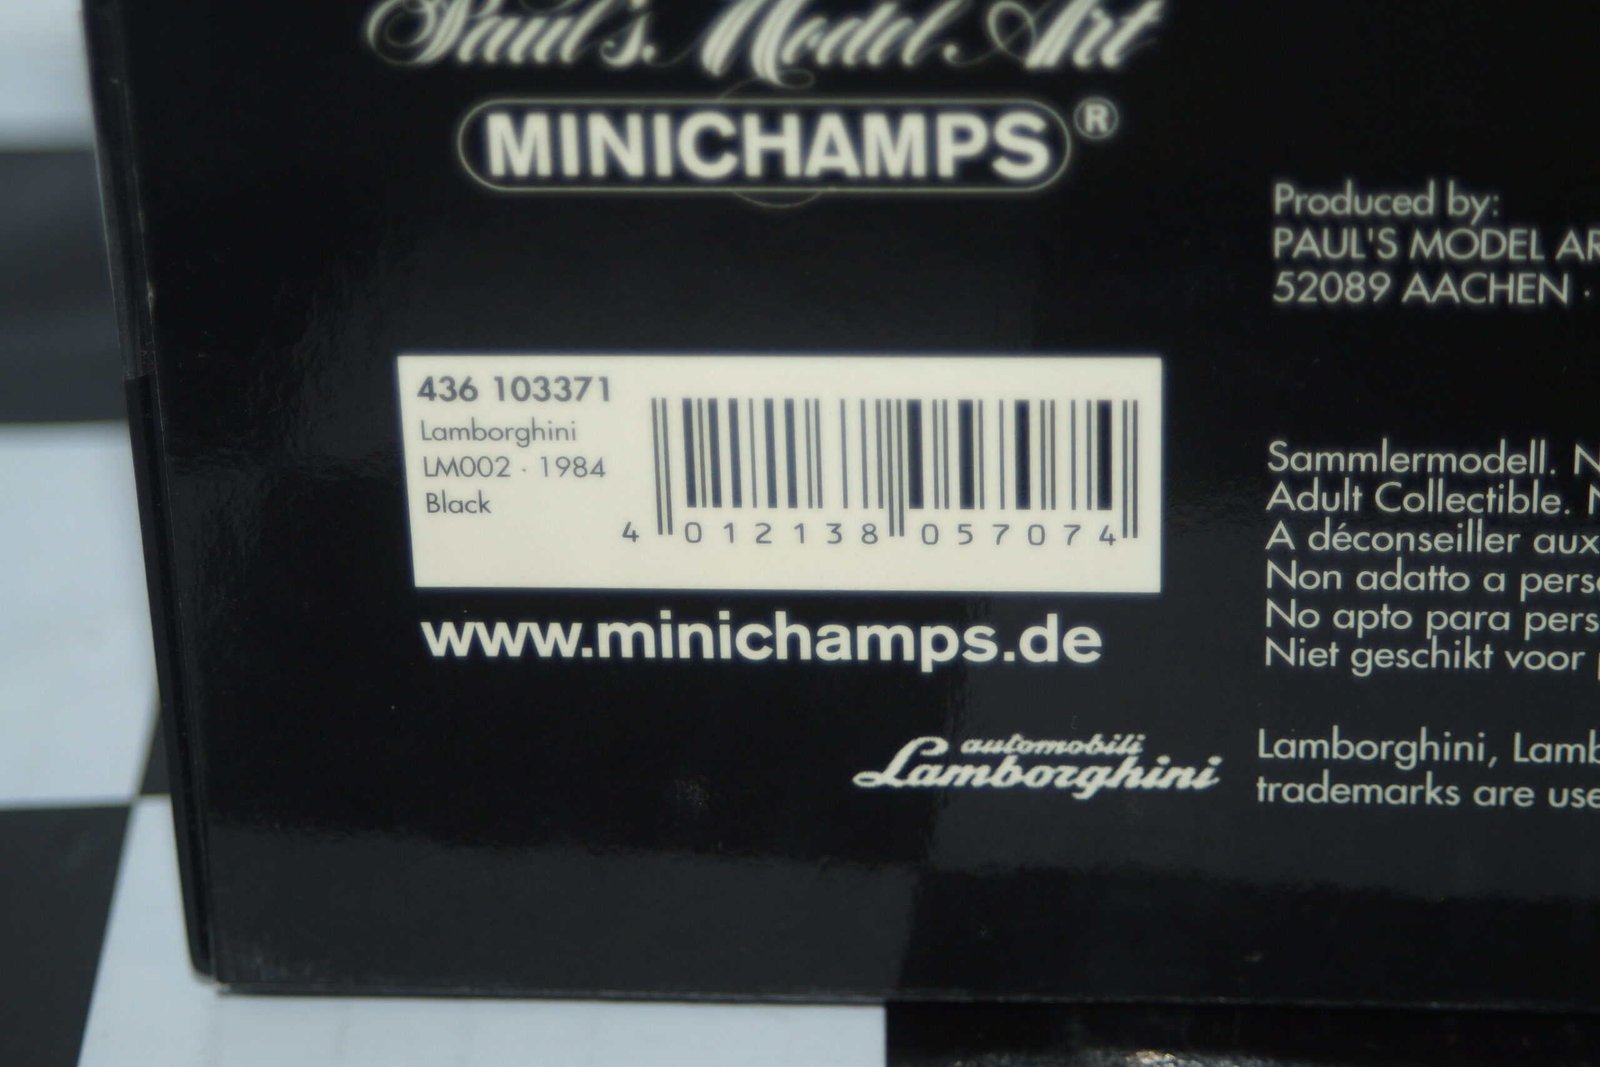 Paul's Model Art
MINICHAMPS®
Produced by:
PAUL'S MODEL AR
52089 AACHEN ·
436 103371
Lamborghini
LM002 · 1984
Black
4 012138 057074
www.minichamps.de
Sammlermodell. N
Adult Collectible. N
A déconseiller aux
Non adatto a pers
No apto para pers
Niet geschikt voor
automobili
Lamborghini
Lamborghini, Lamb
trademarks are use